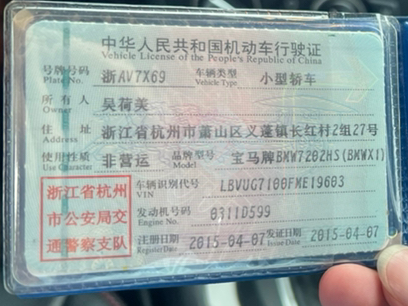 中华人民共和国机动车行驶证
Vehicle License of the People's Republic of China
号牌号码 浙AV7X69 车辆类型 小型轿车
Plate No. Vehicle Type
所有人 吴荷美
Owner
住址 浙江省杭州市萧山区义蓬镇长红村2组27号
Address
使用性质 非营运 品牌型号 宝马牌BMW7202HS(BMWX1)
Use Character Model
浙江省杭州 车辆识别代号 LBVUG7100FME19603
VIN
市公安局交 发动机号码 0311D599
Engine No.
通警察支队 注册日期 2015-04-07 发证日期 2015-04-07
Register Date Issue Date